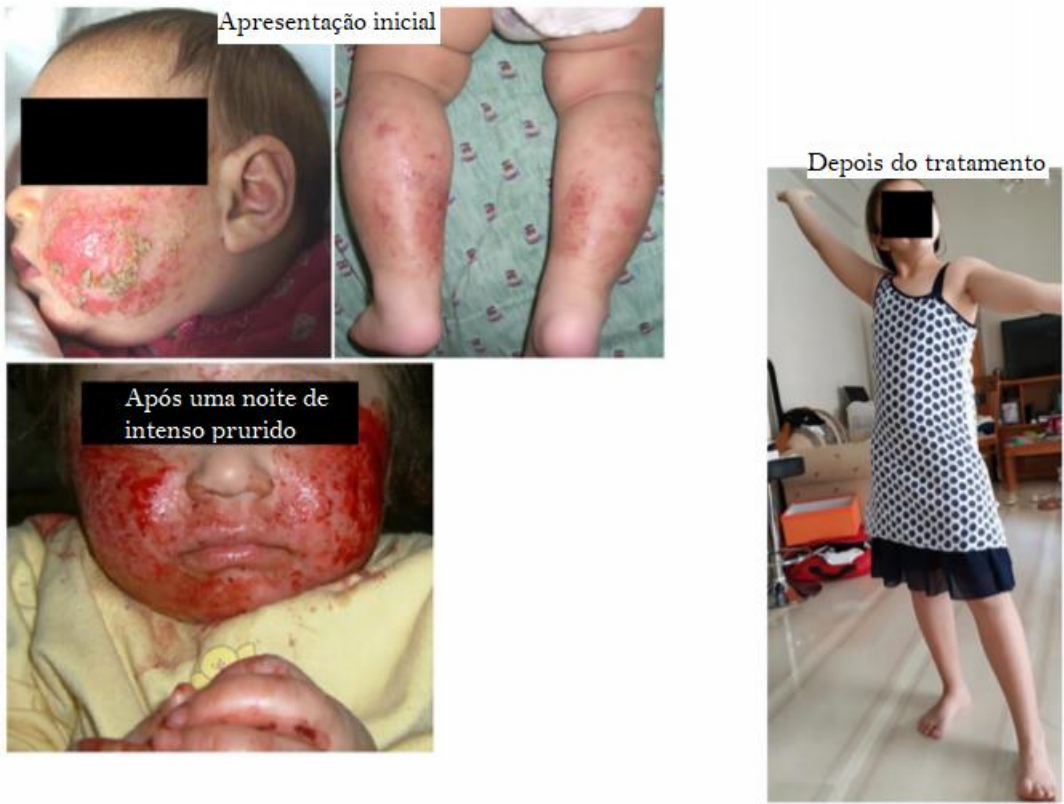 Apresentação inicial
Após uma noite de
intenso prurido
Depois do tratamento